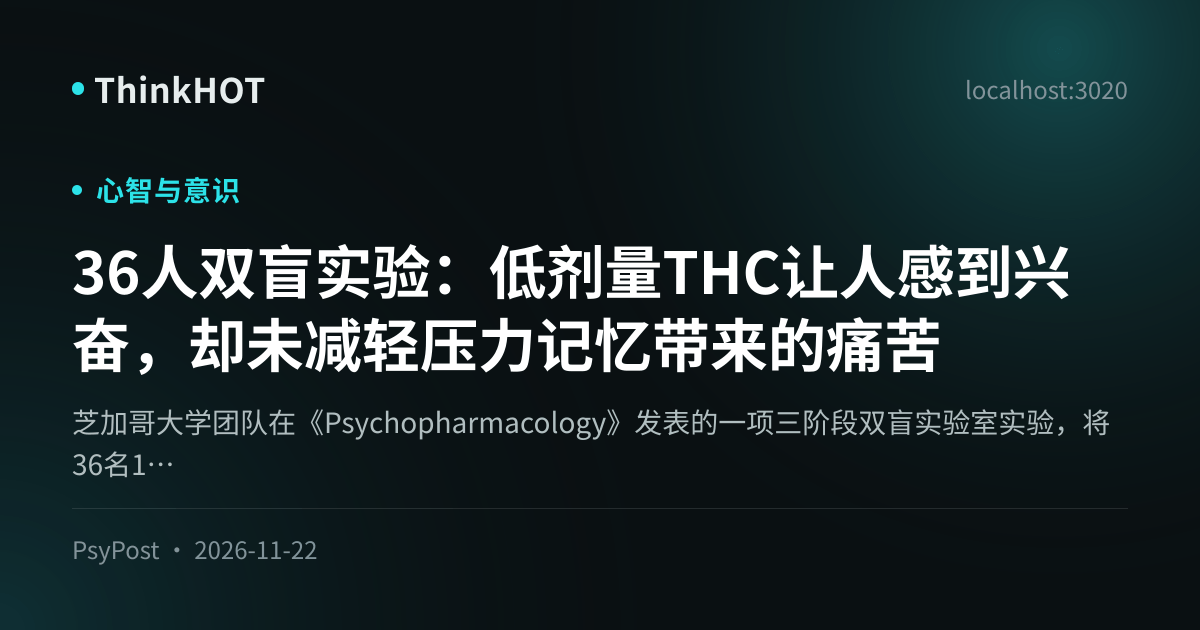 ThinkHOT
localhost:3020
心智与意识
36人双盲实验：低剂量THC让人感到兴
奋，却未减轻压力记忆带来的痛苦
芝加哥大学团队在《Psychopharmacology》发表的一项三阶段双盲实验室实验，将
36名1…
PsyPost · 2026-11-22